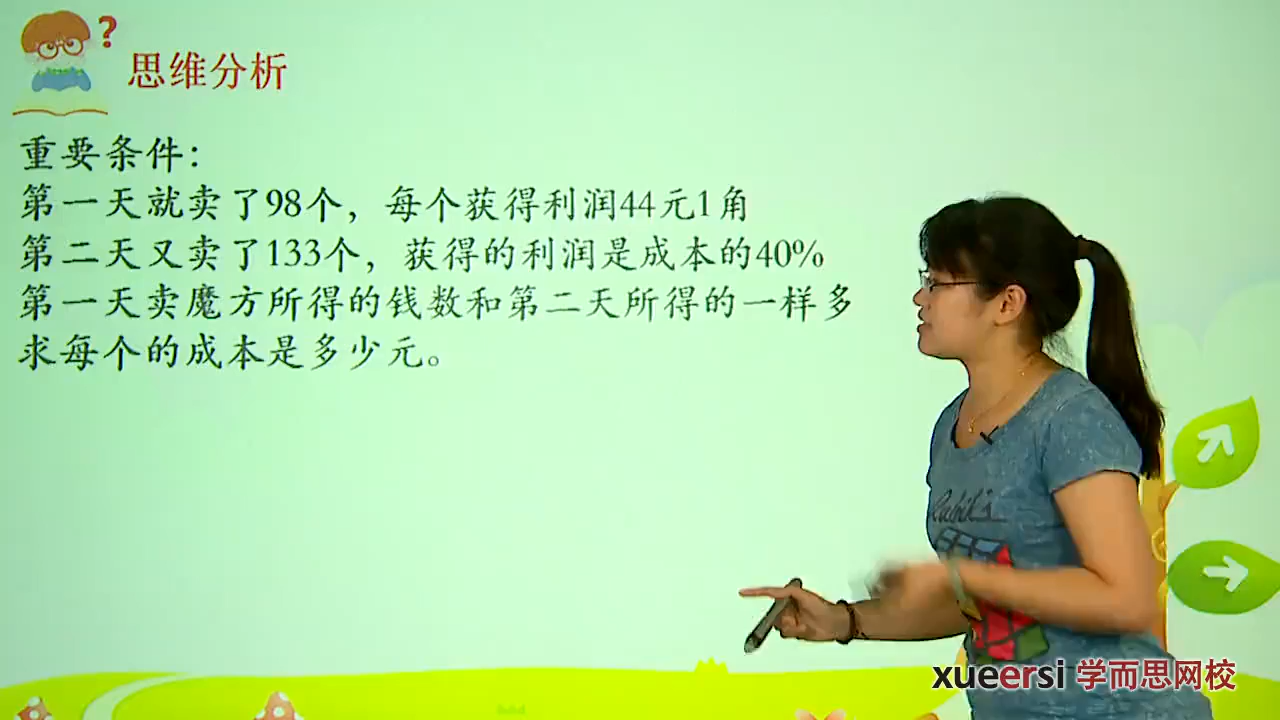 ?
思维分析
重要条件:
第一天就卖了98个，每个获得利润44元1角
第二天又卖了133个，获得的利润是成本的40%
第一天卖魔方所得的钱数和第二天所得的一样多
求每个的成本是多少元。
Rubik's
xueersi 学而思网校